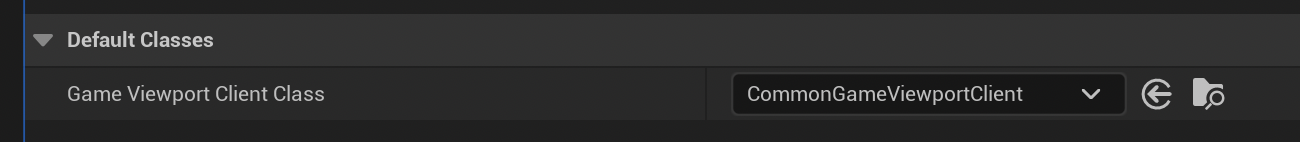 Default Classes
Game Viewport Client Class CommonGameViewportClient